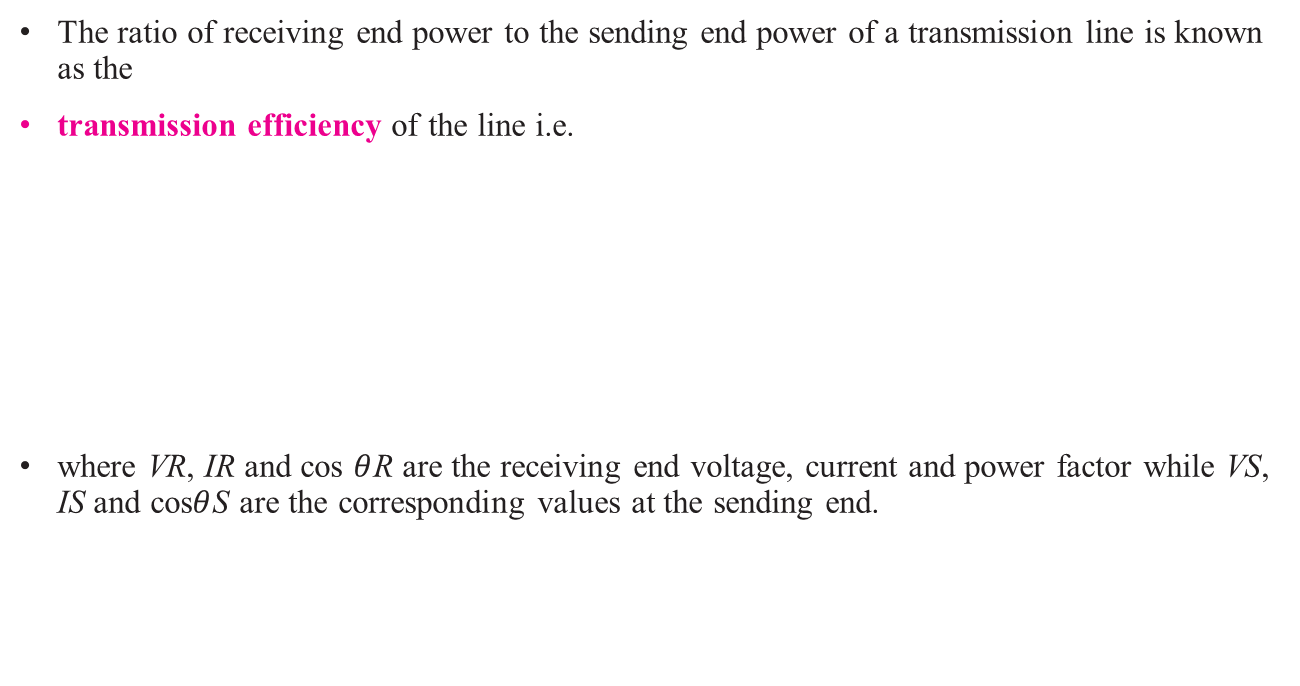 • The ratio of receiving end power to the sending end power of a transmission line is known
as the
• transmission efficiency of the line i.e.
• where VR, IR and cos θR are the receiving end voltage, current and power factor while VS,
IS and cosθS are the corresponding values at the sending end.